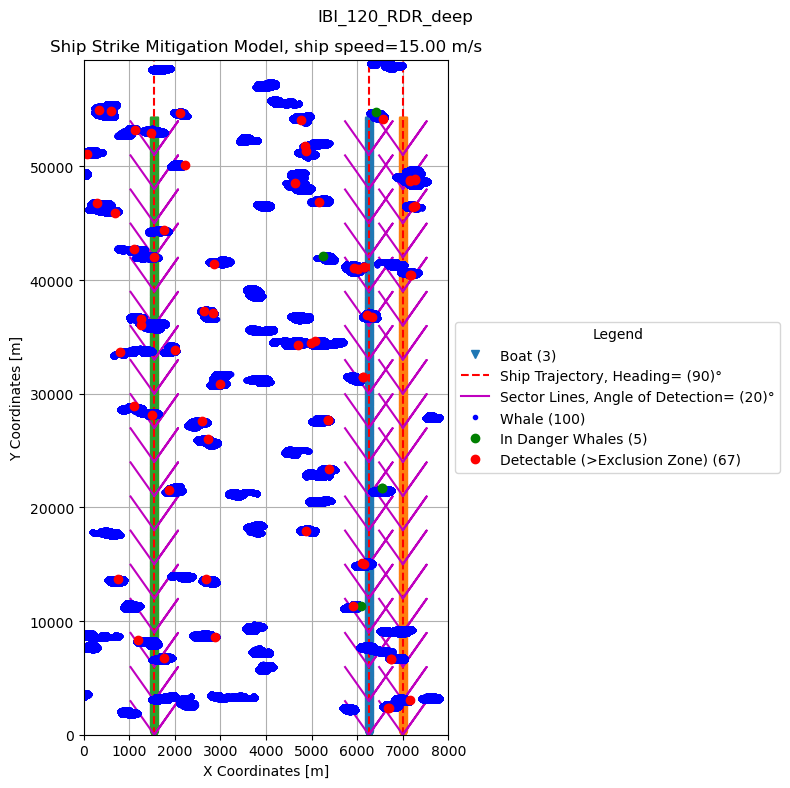 IBI_120_RDR_deep
Ship Strike Mitigation Model, ship speed=15.00 m/s
50000
40000
30000
20000
10000
0
Y Coordinates [m]
0 1000 2000 3000 4000 5000 6000 7000 8000
X Coordinates [m]
Legend
Boat (3)
Ship Trajectory, Heading= (90)°
Sector Lines, Angle of Detection= (20)°
Whale (100)
In Danger Whales (5)
Detectable (>Exclusion Zone) (67)